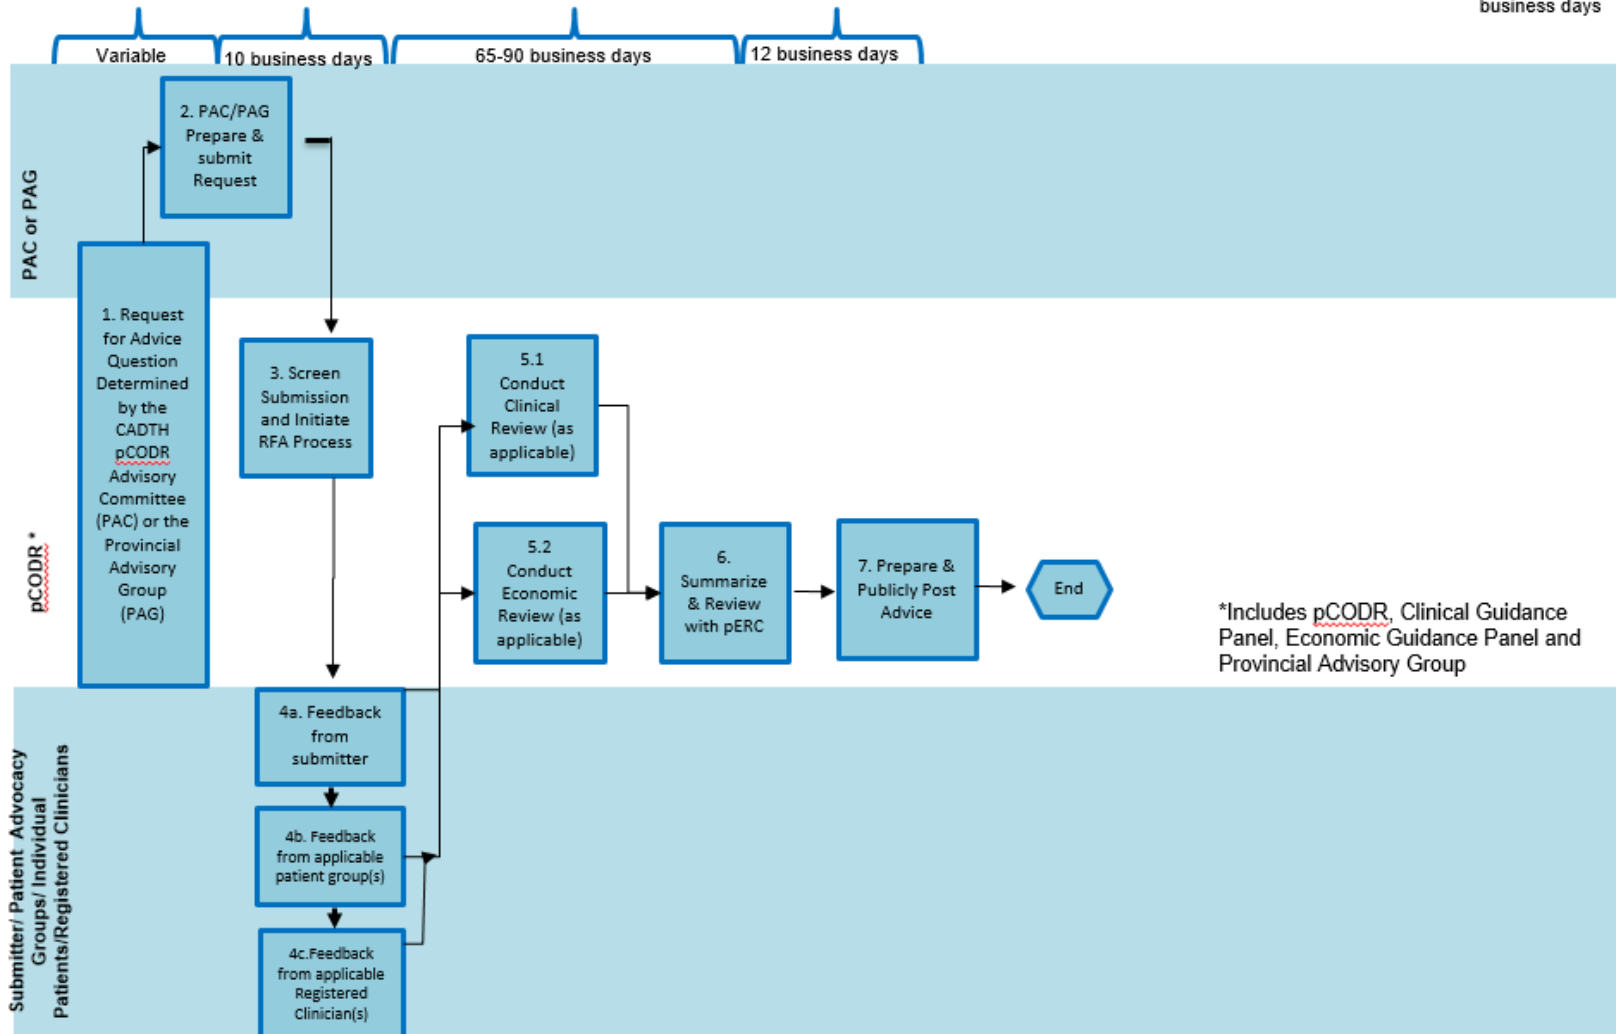 business days
Variable
10 business days
65-90 business days
12 business days
PAC or PAG
2. PAC/PAG
Prepare &
submit
Request
1. Request
for Advice
Question
Determined
by the
CADTH
pCODR
Advisory
Committee
(PAC) or the
Provincial
Advisory
Group
(PAG)
pCODR *
3. Screen
Submission
and Initiate
RFA Process
5.1
Conduct
Clinical
Review (as
applicable)
5.2
Conduct
Economic
Review (as
applicable)
6.
Summarize
& Review
with pERC
7. Prepare &
Publicly Post
Advice
End
*Includes pCODR, Clinical Guidance
Panel, Economic Guidance Panel and
Provincial Advisory Group
Submitter/ Patient Advocacy
Groups/ Individual
Patients/Registered Clinicians
4a. Feedback
from
submitter
4b. Feedback
from applicable
patient group(s)
4c.Feedback
from applicable
Registered
Clinician(s)